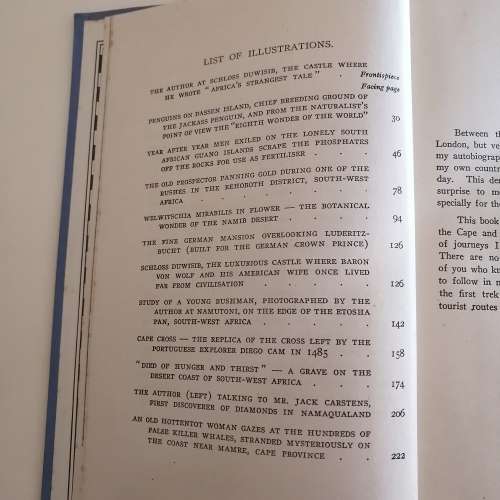 LIST OF ILLUSTRATIONS.
THE AUTHOR AT SCHLOSS DUWISIB, THE CASTLE WHERE
HE WROTE "AFRICA'S STRANGEST TALE" . Frontispiece
Facing page
PENGUINS ON DASSEN ISLAND, CHIEF BREEDING GROUND OF
THE JACKASS PENGUIN, AND FROM THE NATURALIST'S
POINT OF VIEW THE "EIGHTH WONDER OF THE WORLD" 30
YEAR AFTER YEAR MEN EXILED ON THE LONELY SOUTH
AFRICAN GUANO ISLANDS SCRAPE THE PHOSPHATES
OFF THE ROCKS FOR USE AS FERTILISER . . 46
THE OLD PROSPECTOR PANNING GOLD DURING ONE OF THE
RUSHES IN THE REHOBOTH DISTRICT, SOUTH-WEST
AFRICA . . . . . . . 78
WELWITSCHIA MIRABILIS IN FLOWER — THE BOTANICAL
WONDER OF THE NAMIB DESERT . . . . 94
THE FINE GERMAN MANSION OVERLOOKING LUDERITZ-
BUCHT (BUILT FOR THE GERMAN CROWN PRINCE) 126
SCHLOSS DUWISIB, THE LUXURIOUS CASTLE WHERE BARON
VON WOLF AND HIS AMERICAN WIFE ONCE LIVED
FAR FROM CIVILISATION . . . . . 126
STUDY OF A YOUNG BUSHMAN, PHOTOGRAPHED BY THE
AUTHOR AT NAMUTONI, ON THE EDGE OF THE ETOSHA
PAN, SOUTH-WEST AFRICA . . . . 142
CAPE CROSS — THE REPLICA OF THE CROSS LEFT BY THE
PORTUGUESE EXPLORER DIEGO CAM IN 1485 . . 158
"DIED OF HUNGER AND THIRST" — A GRAVE ON THE
DESERT COAST OF SOUTH-WEST AFRICA . . . 174
THE AUTHOR (LEFT) TALKING TO MR. JACK CARSTENS,
FIRST DISCOVERER OF DIAMONDS IN NAMAQUALAND 206
AN OLD HOTTENTOT WOMAN GAZES AT THE HUNDREDS OF
FALSE KILLER WHALES, STRANDED MYSTERIOUSLY ON
THE COAST NEAR MAMRE, CAPE PROVINCE . . 222
Between th
London, but ve
my autobiograp
my own countr
day. This de
surprise to m
specially for the
This book
the Cape and
of journeys I
There are no
of you who kn
to follow in m
the first trek
tourist routes